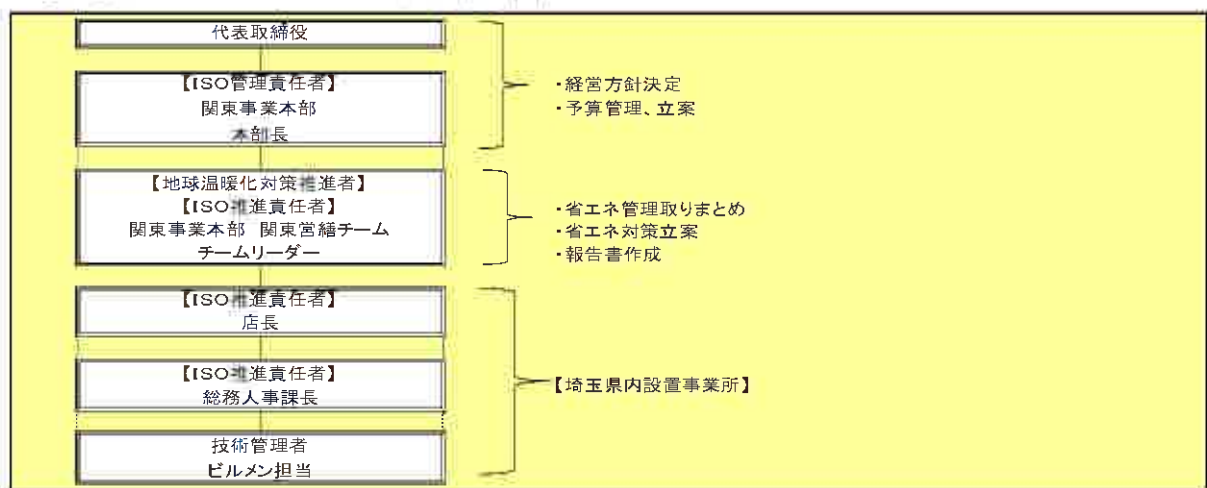 代表取締役
【ISO管理責任者】
関東事業本部
本部長
・経営方針決定
・予算管理、立案
【地球温暖化対策推進者】
【ISO推進責任者】
関東事業本部 関東営繕チーム
チームリーダー
・省エネ管理取りまとめ
・省エネ対策立案
・報告書作成
【ISO推進責任者】
店長
【ISO推進責任者】
総務人事課長
【埼玉県内設置事業所】
技術管理者
ビルメン担当